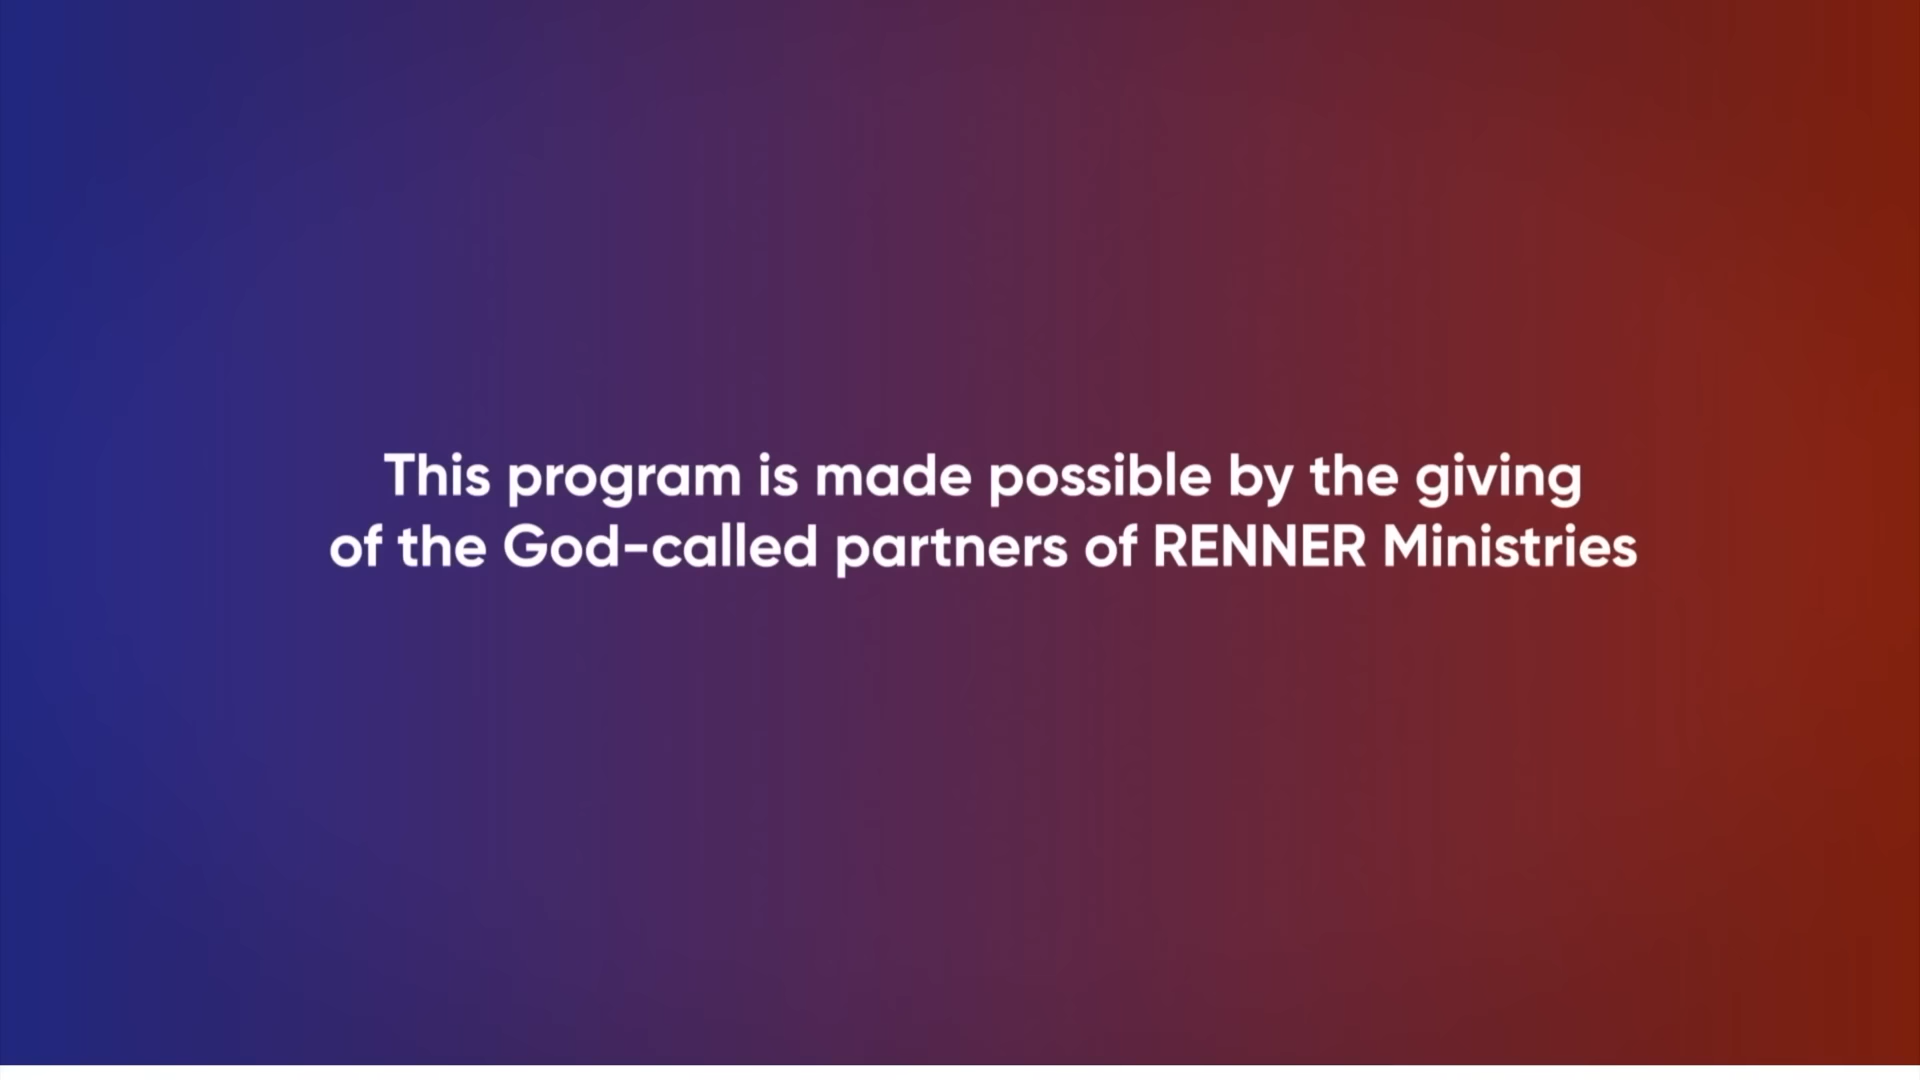 This program is made possible by the giving
of the God-called partners of RENNER Ministries